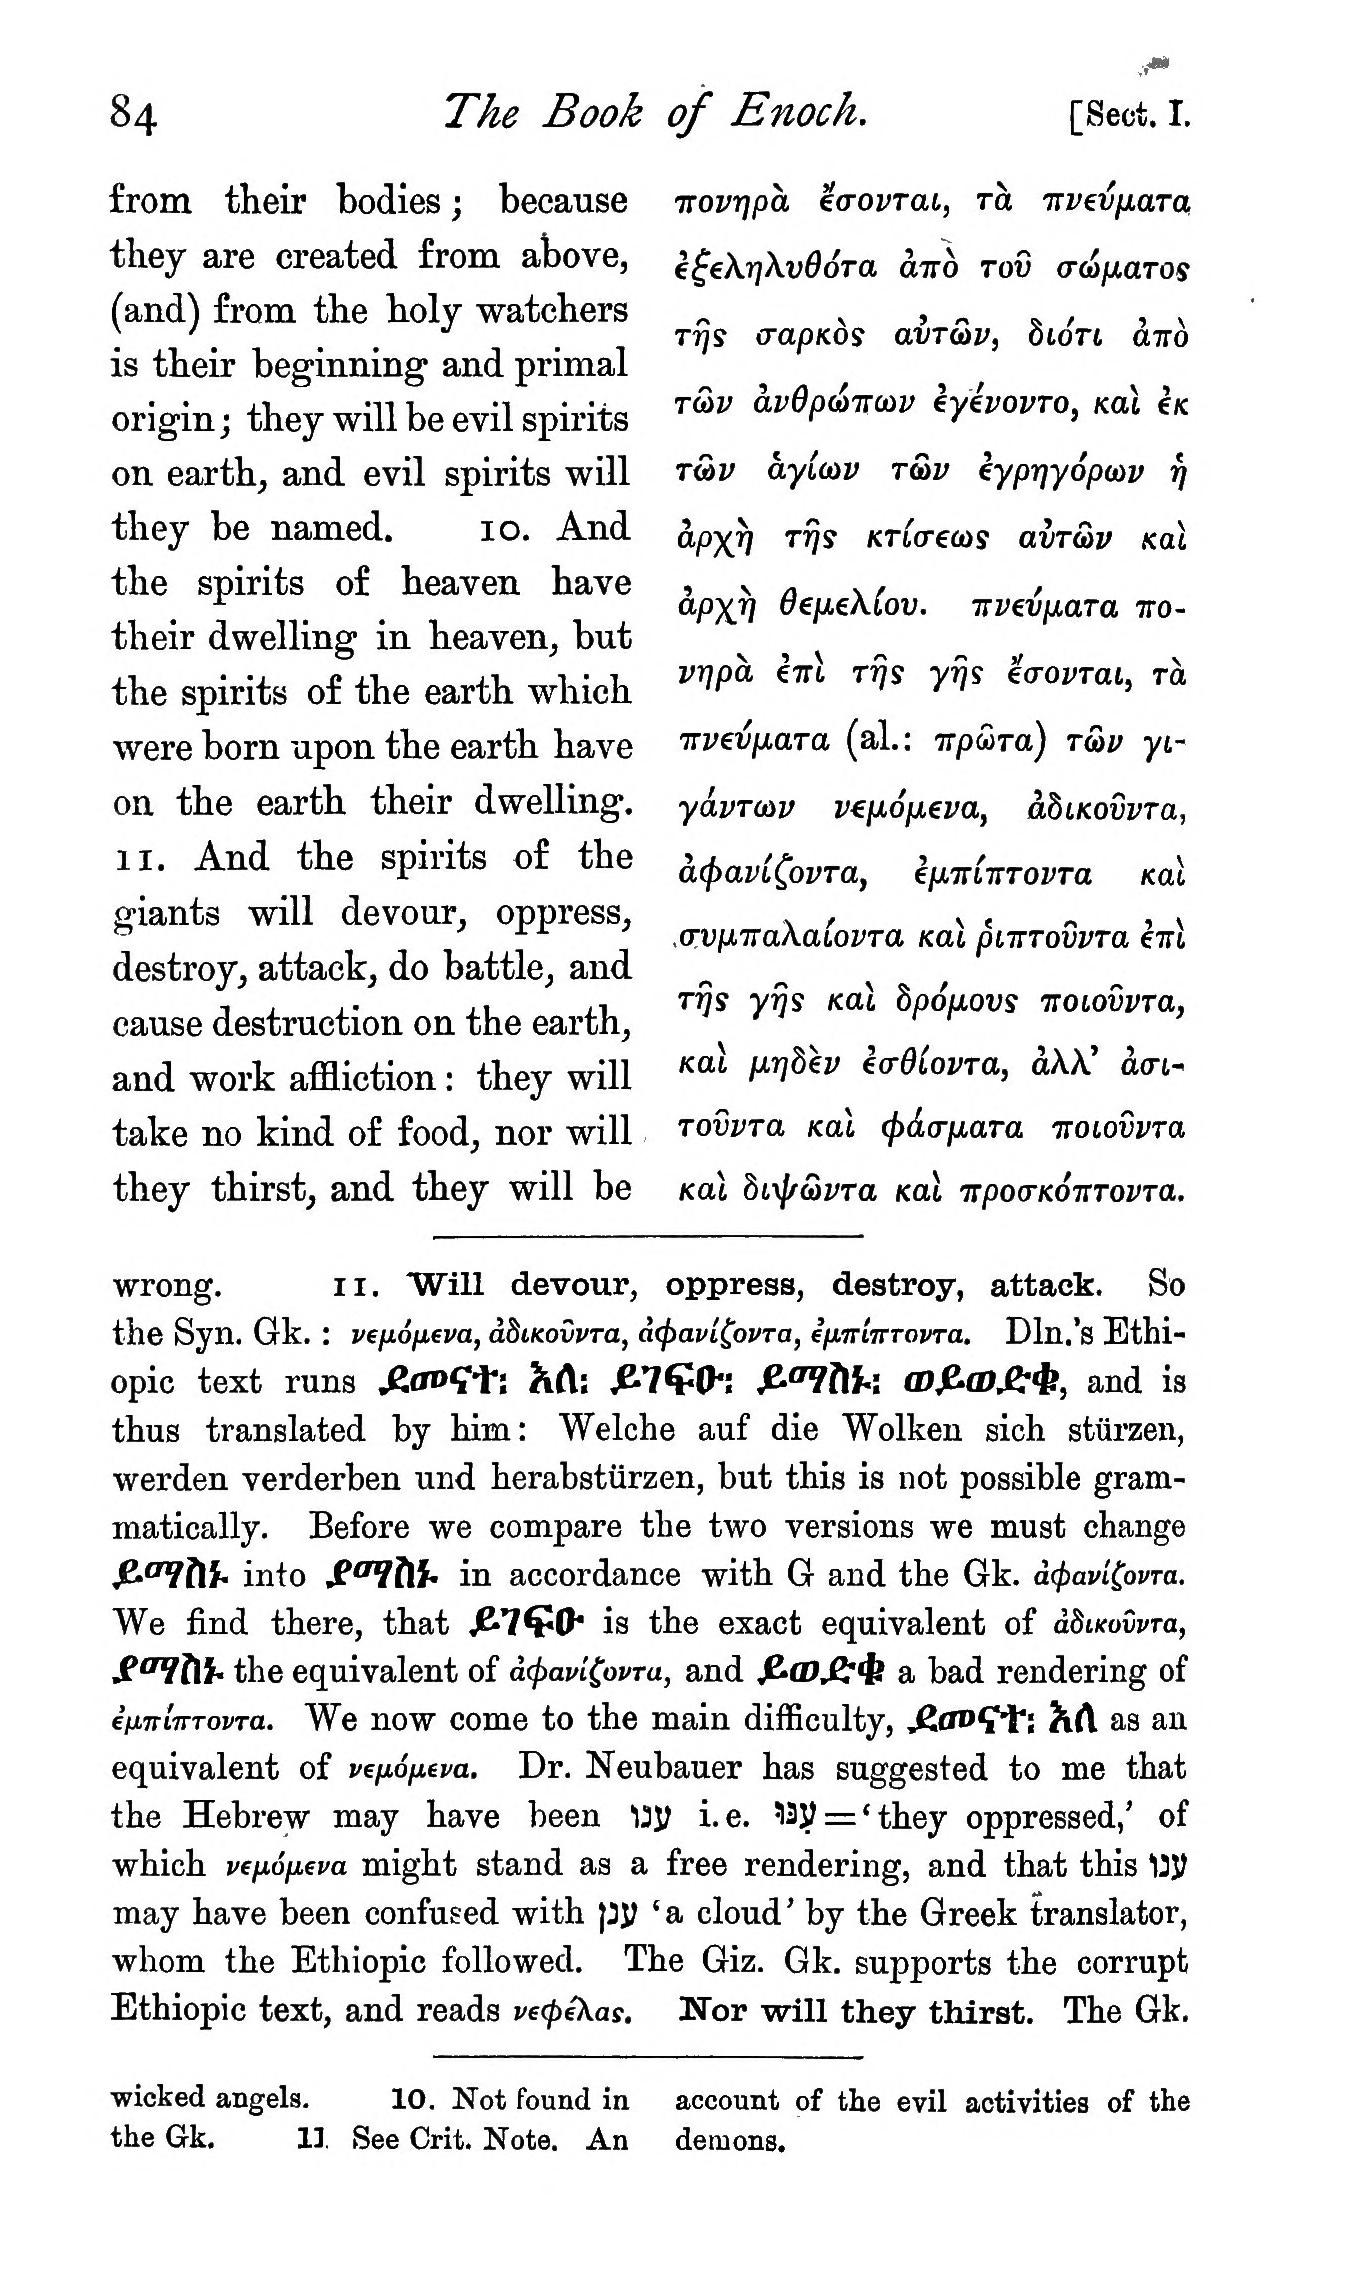 84 The Book of Enoch. [Sect. I.
from their bodies; because
they are created from above,
(and) from the holy watchers
is their beginning and primal
origin; they will be evil spirits
on earth, and evil spirits will
they be named. 10. And
the spirits of heaven have
their dwelling in heaven, but
the spirits of the earth which
were born upon the earth have
on the earth their dwelling.
11. And the spirits of the
giants will devour, oppress,
destroy, attack, do battle, and
cause destruction on the earth,
and work affliction: they will
take no kind of food, nor will
they thirst, and they will be
πονηρὰ ἔσονται, τὰ πνεύματα
ἐξεληλυθότα ἀπὸ τοῦ σώματος
τῆς σαρκὸς αὐτῶν, διότι ἀπὸ
τῶν ἀνθρώπων ἐγένοντο, καὶ ἐκ
τῶν ἁγίων τῶν ἐγρηγόρων ἡ
ἀρχὴ τῆς κτίσεως αὐτῶν καὶ
ἀρχὴ θεμελίου. πνεύματα πο-
νηρὰ ἐπὶ τῆς γῆς ἔσονται, τὰ
πνεύματα (al.: πρῶτα) τῶν γι-
γάντων νεμόμενα, ἀδικοῦντα,
ἀφανίζοντα, ἐμπίπτοντα καὶ
συμπαλαίοντα καὶ ῥιπτοῦντα ἐπὶ
τῆς γῆς καὶ δρόμους ποιοῦντα,
καὶ μηδὲν ἐσθίοντα, ἀλλ’ ἀσι-
τοῦντα καὶ φάσματα ποιοῦντα
καὶ διψῶντα καὶ προσκόπτοντα.
wrong. 11. Will devour, oppress, destroy, attack. So
the Syn. Gk.: νεμόμενα, ἀδικοῦντα, ἀφανίζοντα, ἐμπίπτοντα. Dln.'s Ethi-
opic text runs ደመናተ፡ እለ፡ ይገፍዑ፡ ይማስኑ፡ ወይወድቁ, and is
thus translated by him: Welche auf die Wolken sich stürzen,
werden verderben und herabstürzen, but this is not possible gram-
matically. Before we compare the two versions we must change
ይማስኑ into ያማስኑ in accordance with G and the Gk. ἀφανίζοντα.
We find there, that ይገፍዑ is the exact equivalent of ἀδικοῦντα,
ያማስኑ the equivalent of ἀφανίζοντα, and ይወድቁ a bad rendering of
ἐμπίπτοντα. We now come to the main difficulty, ደመናተ፡ እለ as an
equivalent of νεμόμενα. Dr. Neubauer has suggested to me that
the Hebrew may have been ענו i.e. עִנּוּ = ‘they oppressed,’ of
which νεμόμενα might stand as a free rendering, and that this ענו
may have been confused with ענן ‘a cloud’ by the Greek translator,
whom the Ethiopic followed. The Giz. Gk. supports the corrupt
Ethiopic text, and reads νεφέλας. Nor will they thirst. The Gk.
wicked angels. 10. Not found in
the Gk. 11. See Crit. Note. An
account of the evil activities of the
demons.